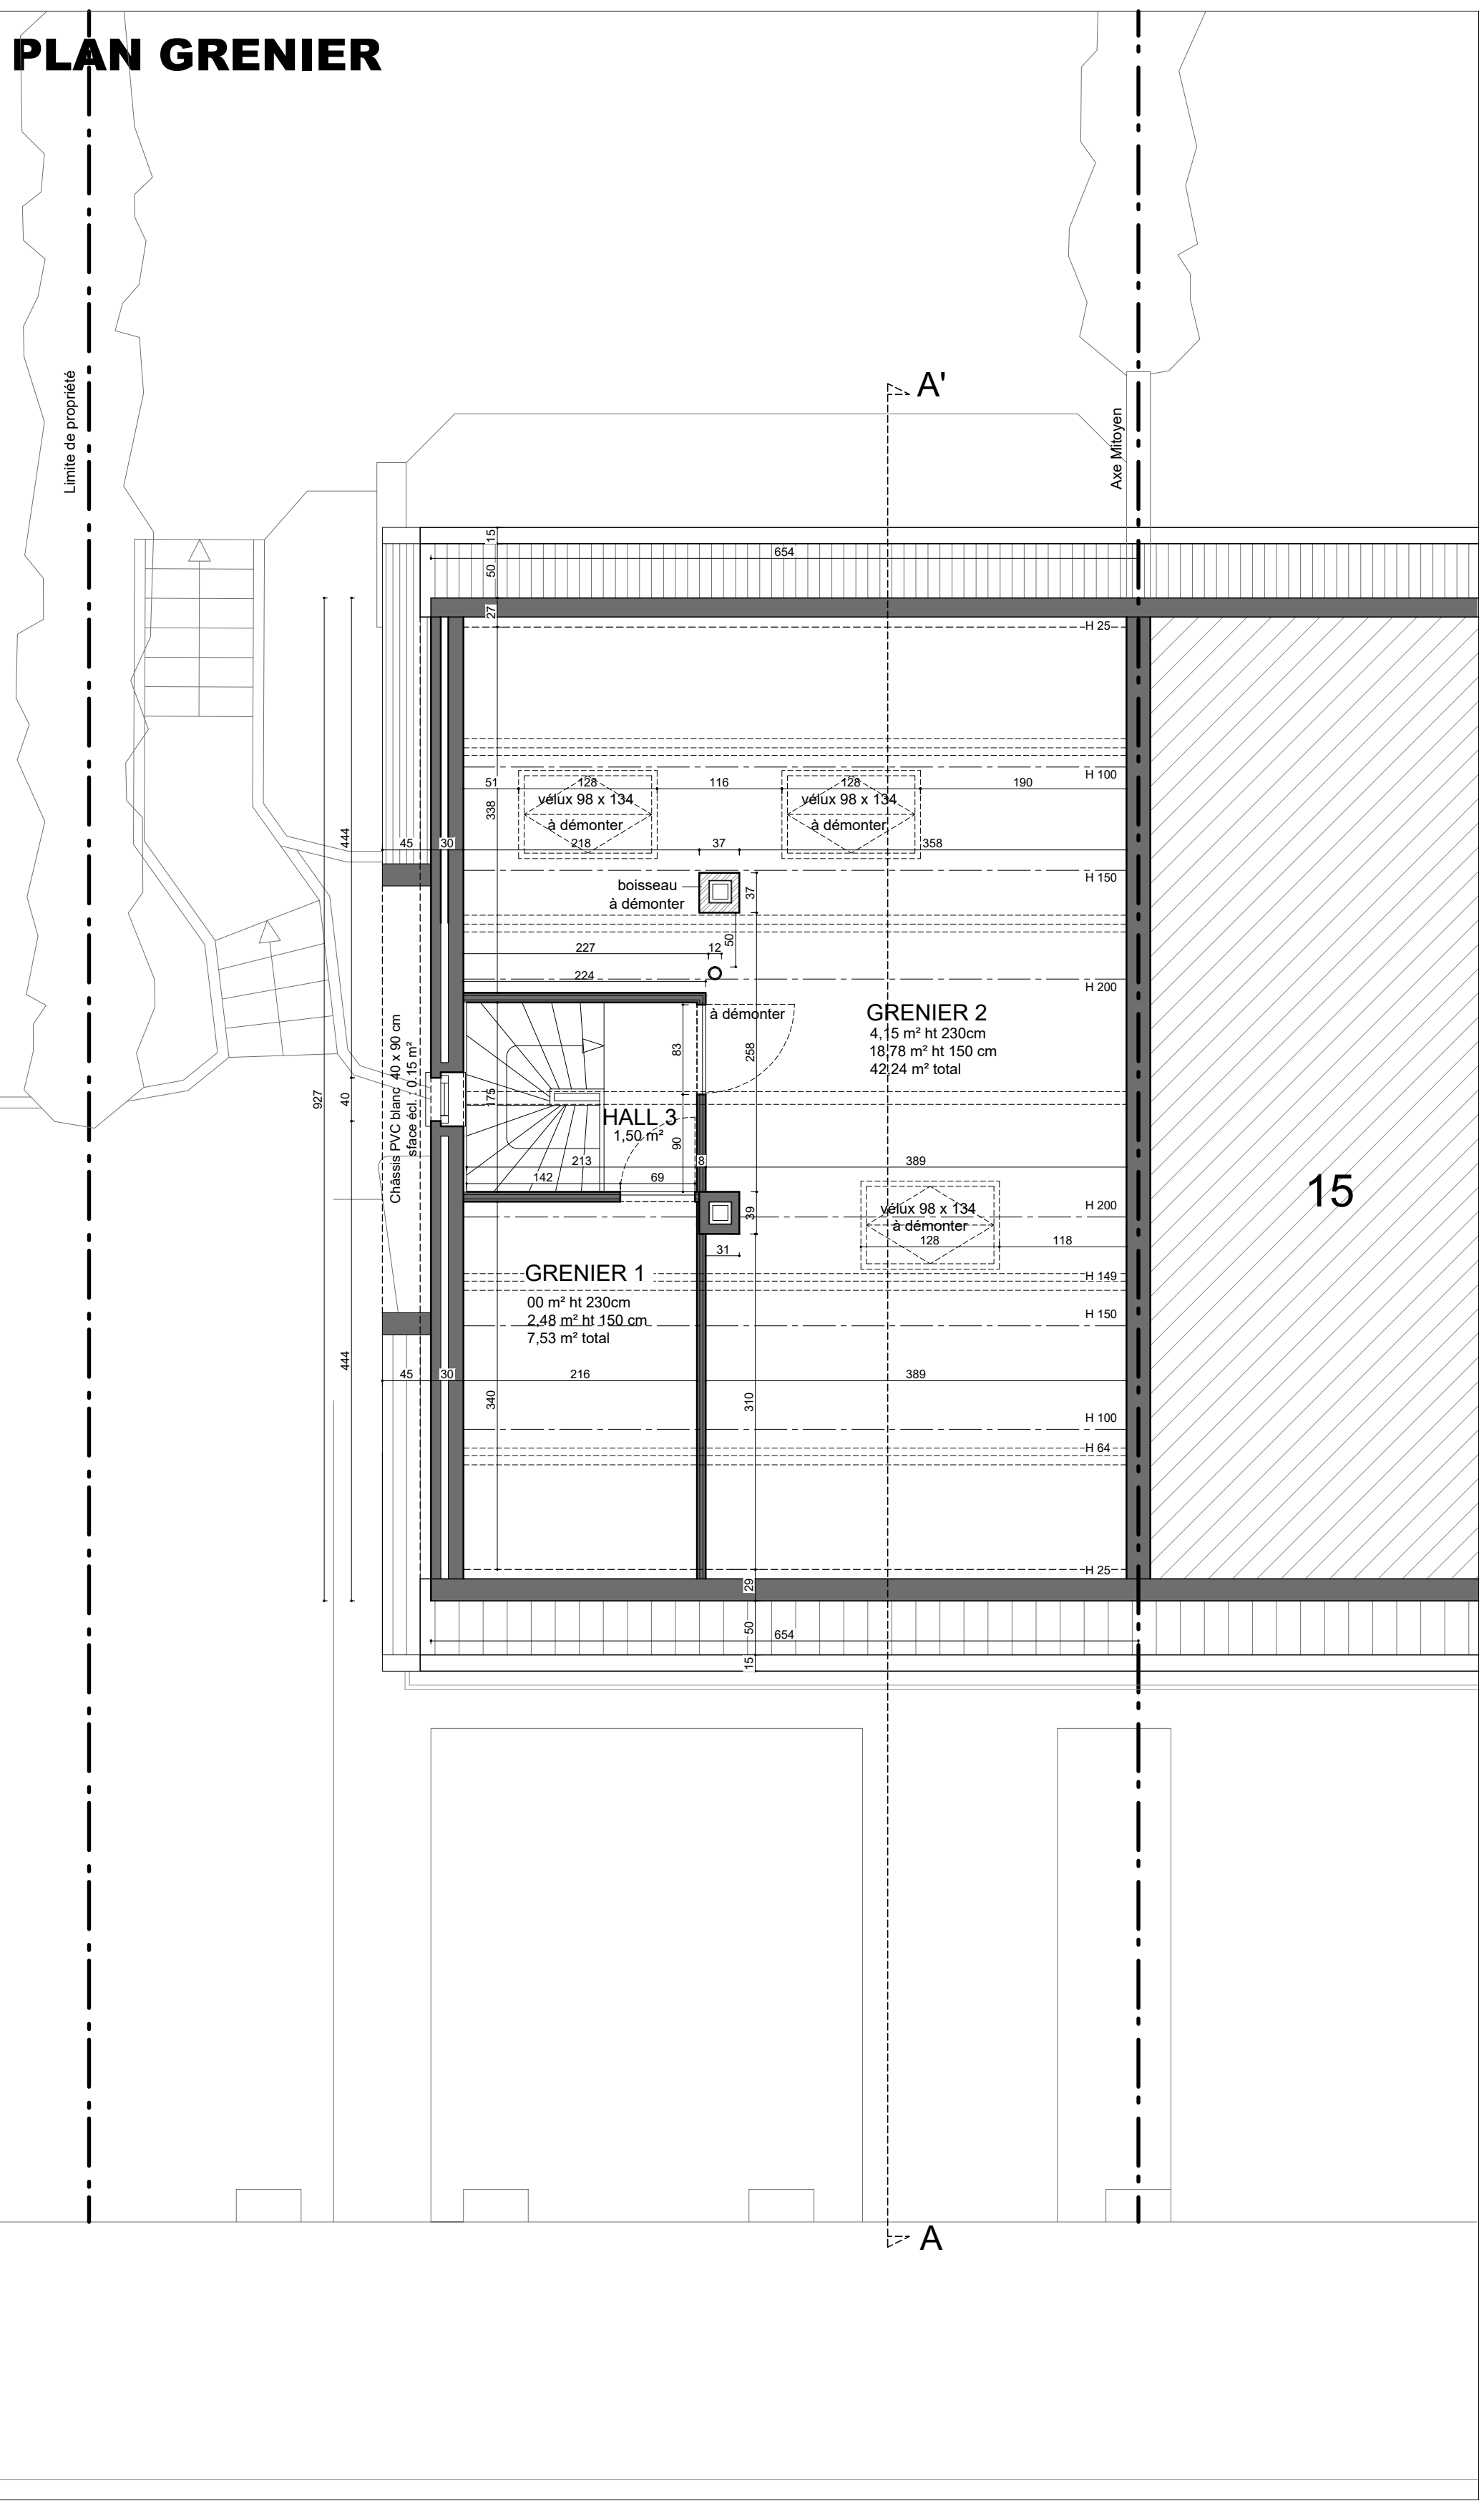 PLAN GRENIER
A'
Limite de propriété
Axe Mitoyen
15
654
50
27
H 25
H 100
51
128
116
128
190
vélux 98 x 134
à démonter
vélux 98 x 134
à démonter
338
444
45
30
218
37
358
H 150
boisseau
à démonter
37
227
12
50
224
H 200
à démonter
GRENIER 2
4,15 m² ht 230cm
18,78 m² ht 150 cm
42,24 m² total
83
258
927
40
Châssis PVC blanc 40 x 90 cm
sface écl. : 0.15 m²
175
HALL 3
1,50 m²
90
213
8
389
142
69
15
H 200
39
vélux 98 x 134
à démonter
128
118
31
GRENIER 1
H 149
00 m² ht 230cm
2,48 m² ht 150 cm
7,53 m² total
H 150
444
45
30
216
389
340
310
H 100
H 64
H 25
29
50
654
15
A